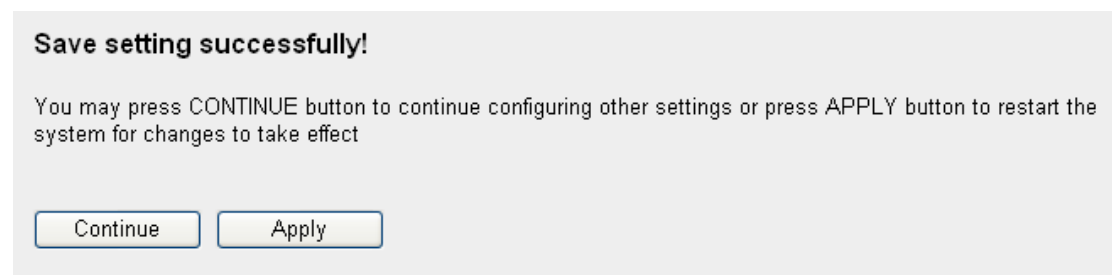 Save setting successfully!
You may press CONTINUE button to continue configuring other settings or press APPLY button to restart the
system for changes to take effect
Continue Apply